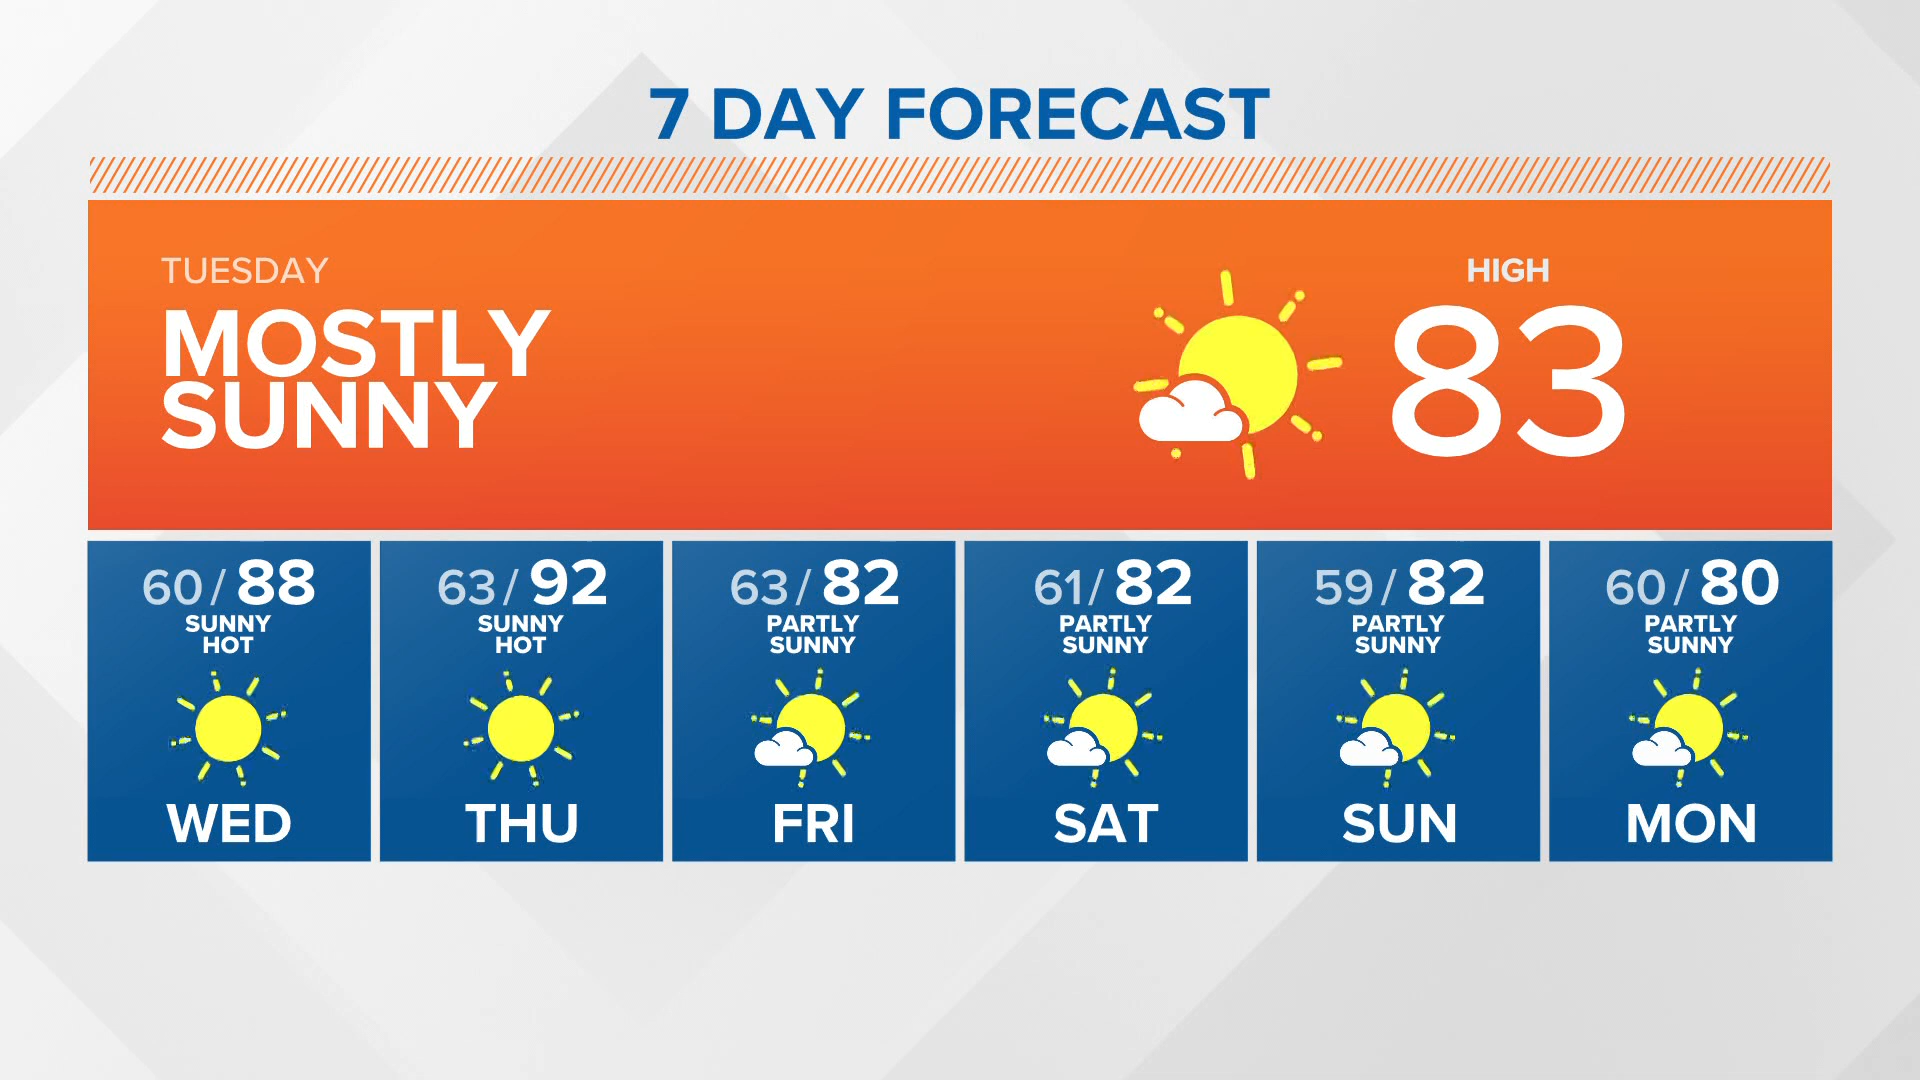 7 DAY FORECAST
TUESDAY
MOSTLY
SUNNY
HIGH
83
60/88
SUNNY
HOT
WED
63/92
SUNNY
HOT
THU
63/82
PARTLY
SUNNY
FRI
61/82
PARTLY
SUNNY
SAT
59/82
PARTLY
SUNNY
SUN
60/80
PARTLY
SUNNY
MON